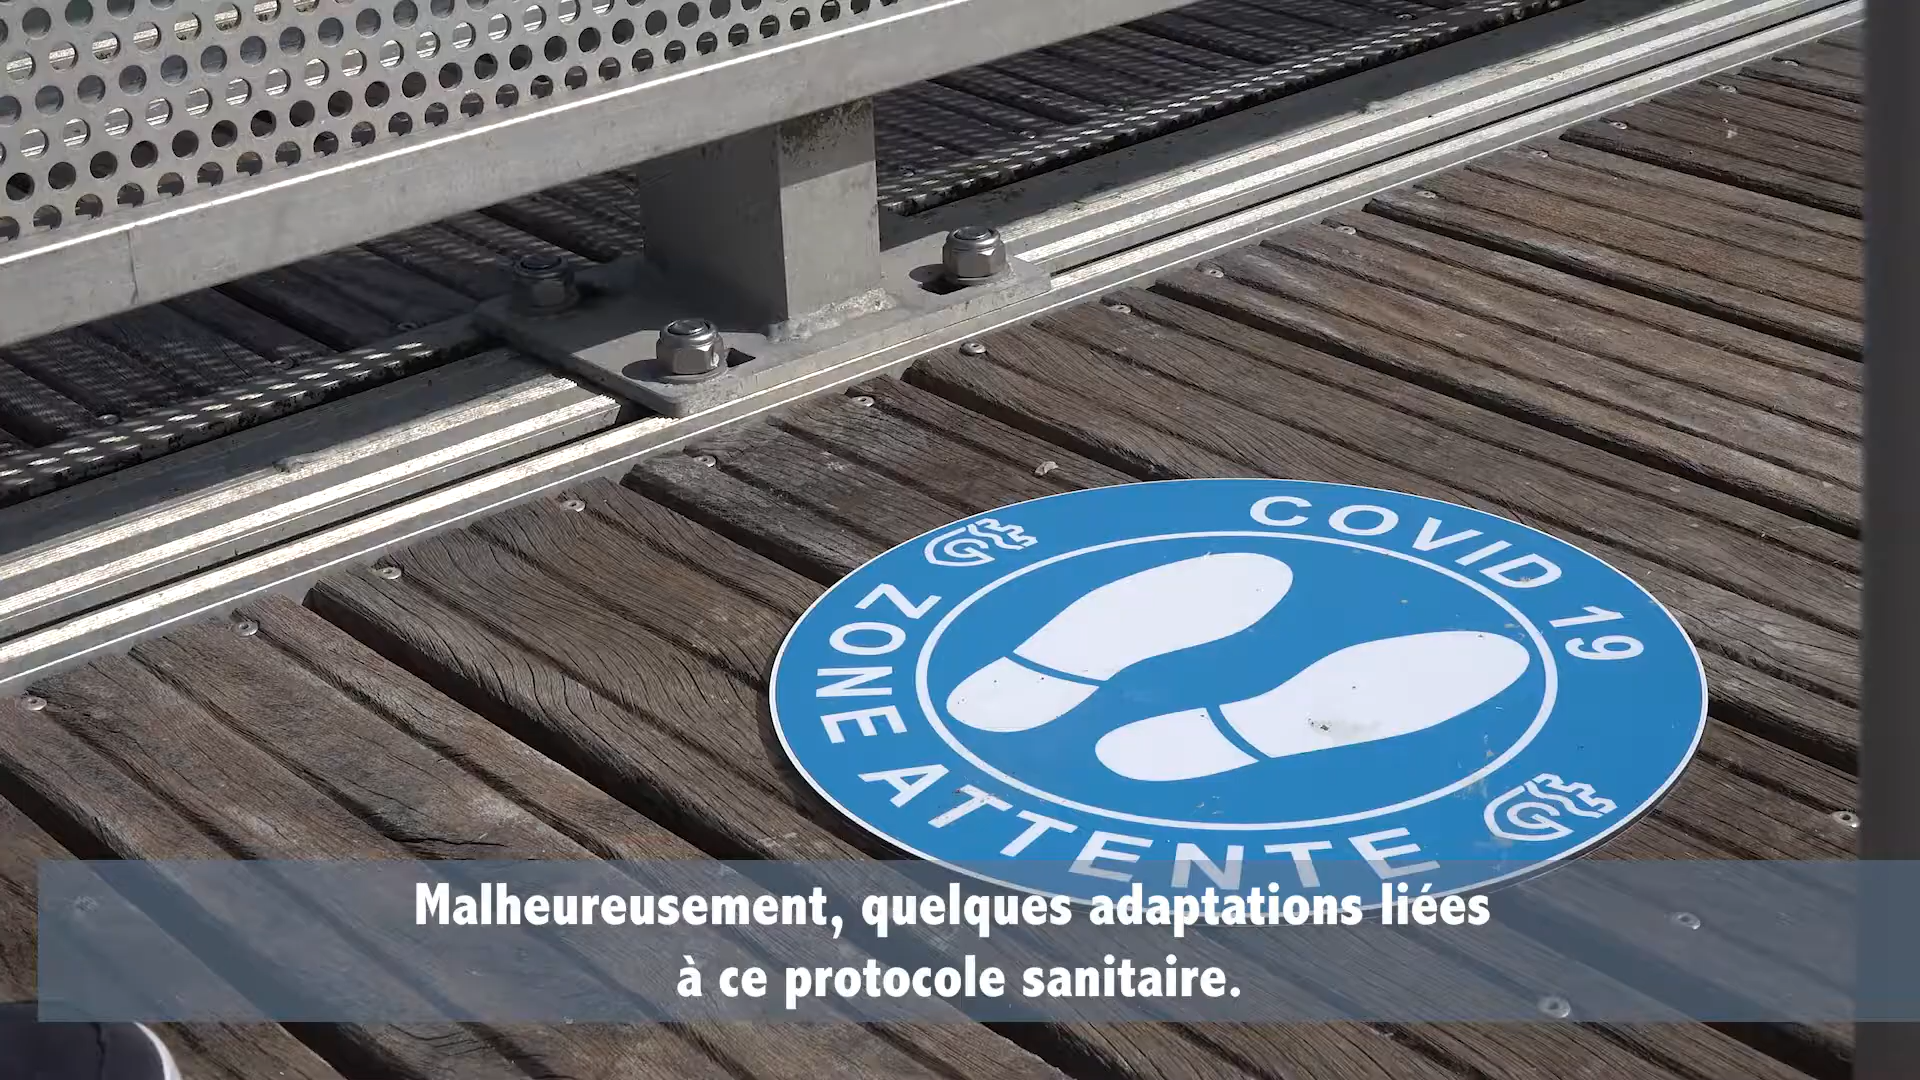 COVID 19
ZONE ATTENTE
Malheureusement, quelques adaptations liées
à ce protocole sanitaire.